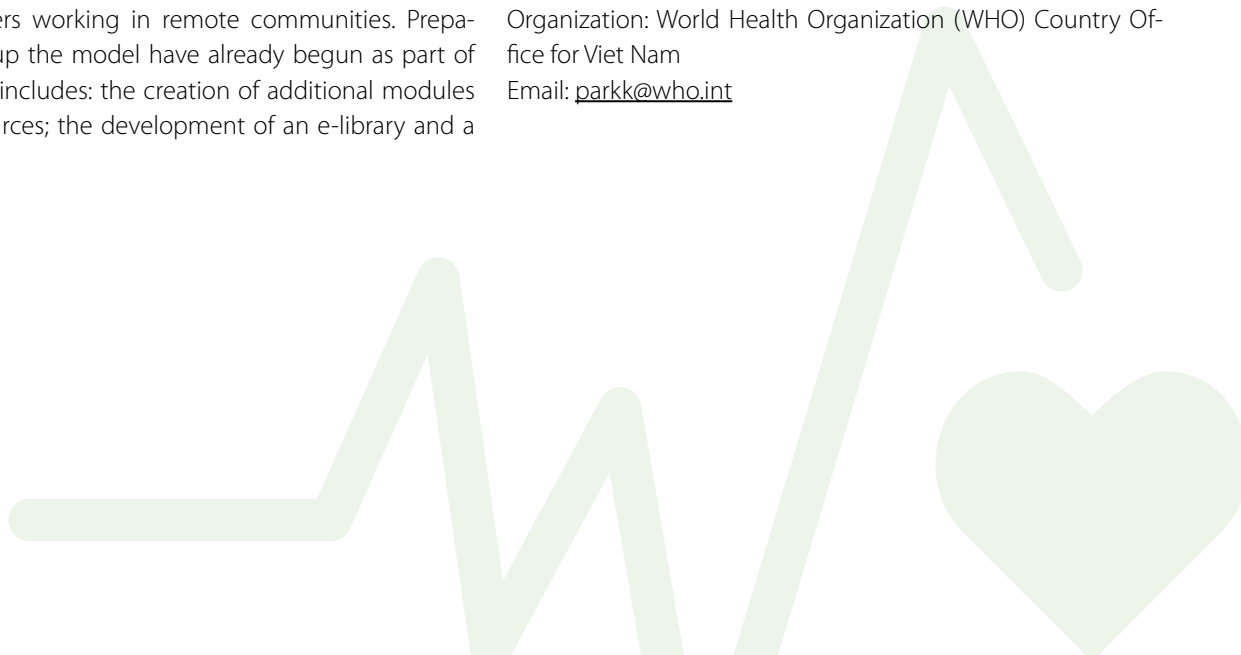 ers working in remote communities. Prepa-
up the model have already begun as part of
includes: the creation of additional modules
rces; the development of an e-library and a
Organization: World Health Organization (WHO) Country Of-
fice for Viet Nam
Email: parkk@who.int